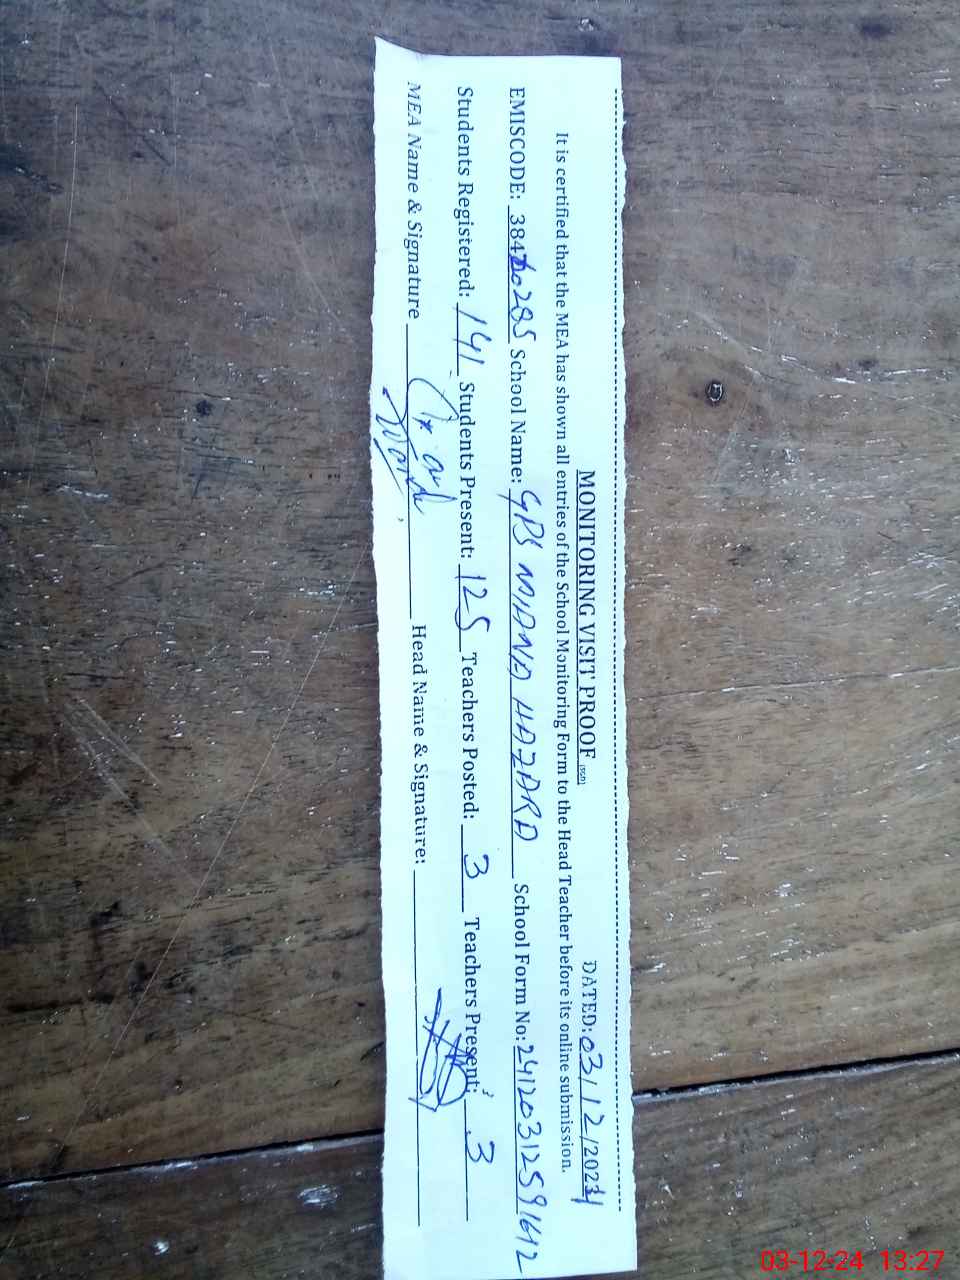 MONITORING VISIT PROOF (SSD) DATED: 03/12/2024
It is certified that the MEA has shown all entries of the School Monitoring Form to the Head Teacher before its online submission.
EMISCODE: 38420285 School Name: GPS MIANA HAZARA School Form No: 24120312591642
Students Registered: 141 Students Present: 125 Teachers Posted: 3 Teachers Present: 3
MEA Name & Signature Head Name & Signature:
03-12-24 13:27